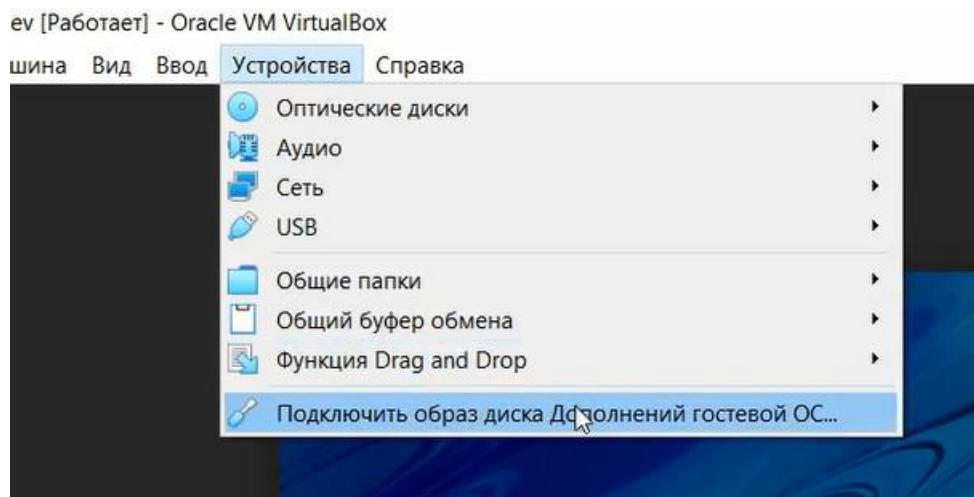 ev [Работает] - Oracle VM VirtualBox
шина Вид Ввод Устройства Справка
Оптические диски
Аудио
Сеть
USB
Общие папки
Общий буфер обмена
Функция Drag and Drop
Подключить образ диска Дополнений гостевой ОС...